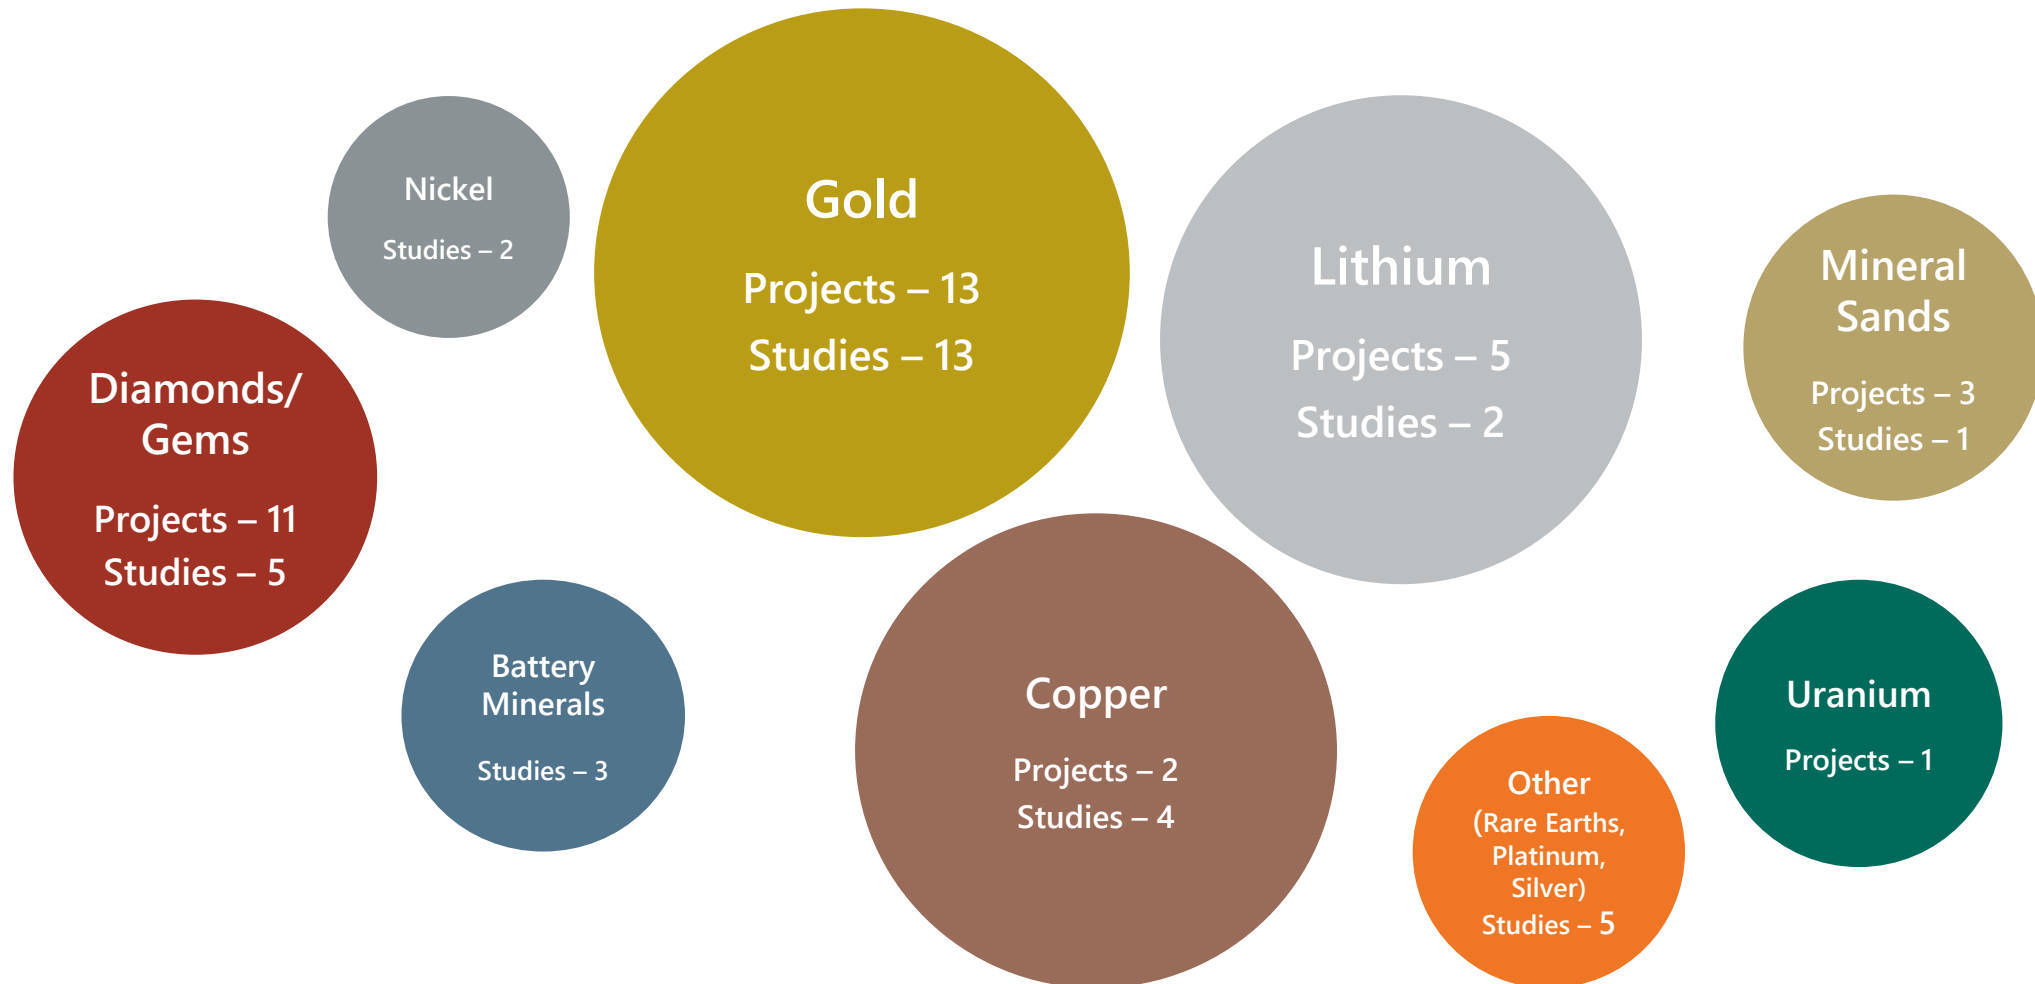 Nickel
Studies – 2
Gold
Projects – 13
Studies – 13
Lithium
Projects – 5
Studies – 2
Mineral
Sands
Projects – 3
Studies – 1
Diamonds/
Gems
Projects – 11
Studies – 5
Battery
Minerals
Studies – 3
Copper
Projects – 2
Studies – 4
Other
(Rare Earths,
Platinum,
Silver)
Studies – 5
Uranium
Projects – 1